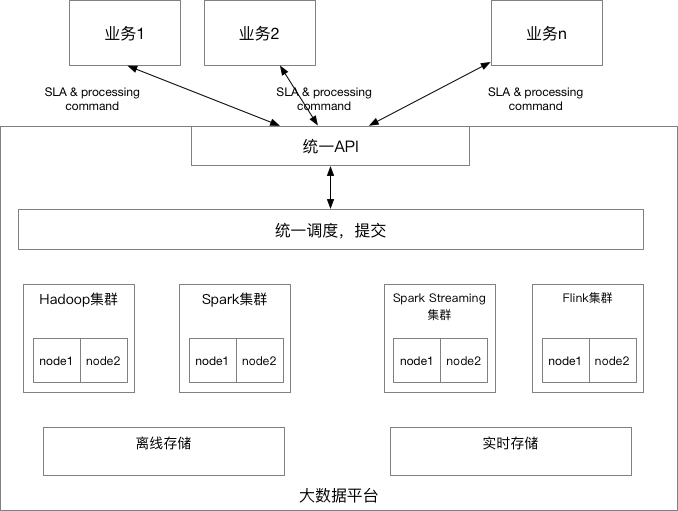 业务1
业务2
业务n
SLA & processing
command
SLA & processing
command
SLA & processing
command
统一API
统一调度，提交
Hadoop集群
node1
node2
Spark集群
node1
node2
Spark Streaming
集群
node1
node2
Flink集群
node1
node2
离线存储
实时存储
大数据平台